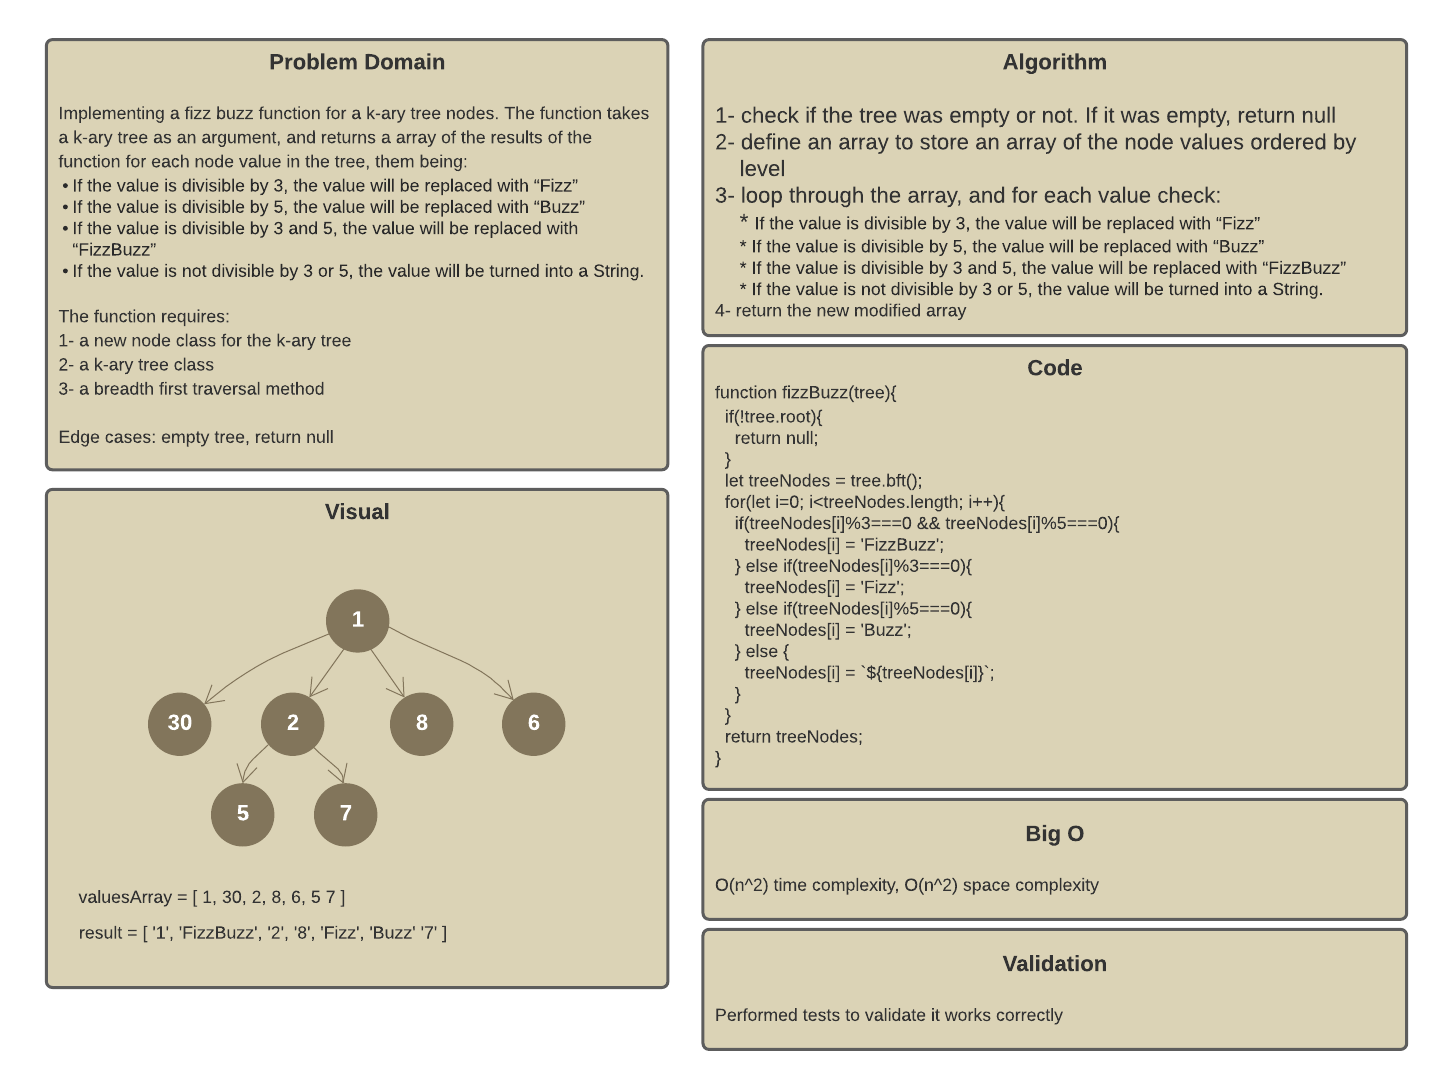 Problem Domain
Implementing a fizz buzz function for a k-ary tree nodes. The function takes
a k-ary tree as an argument, and returns a array of the results of the
function for each node value in the tree, them being:
• If the value is divisible by 3, the value will be replaced with “Fizz”
• If the value is divisible by 5, the value will be replaced with “Buzz”
• If the value is divisible by 3 and 5, the value will be replaced with
“FizzBuzz”
• If the value is not divisible by 3 or 5, the value will be turned into a String.
The function requires:
1- a new node class for the k-ary tree
2- a k-ary tree class
3- a breadth first traversal method
Edge cases: empty tree, return null
Visual
1
30
2
8
6
5
7
valuesArray = [ 1, 30, 2, 8, 6, 5 7 ]
result = [ '1', 'FizzBuzz', '2', '8', 'Fizz', 'Buzz' '7' ]
Algorithm
1- check if the tree was empty or not. If it was empty, return null
2- define an array to store an array of the node values ordered by
level
3- loop through the array, and for each value check:
* If the value is divisible by 3, the value will be replaced with “Fizz”
* If the value is divisible by 5, the value will be replaced with “Buzz”
* If the value is divisible by 3 and 5, the value will be replaced with “FizzBuzz”
* If the value is not divisible by 3 or 5, the value will be turned into a String.
4- return the new modified array
Code
function fizzBuzz(tree){
if(!tree.root){
return null;
}
let treeNodes = tree.bft();
for(let i=0; i<treeNodes.length; i++){
if(treeNodes[i]%3===0 && treeNodes[i]%5===0){
treeNodes[i] = 'FizzBuzz';
} else if(treeNodes[i]%3===0){
treeNodes[i] = 'Fizz';
} else if(treeNodes[i]%5===0){
treeNodes[i] = 'Buzz';
} else {
treeNodes[i] = `${treeNodes[i]}`;
}
}
return treeNodes;
}
Big O
O(n^2) time complexity, O(n^2) space complexity
Validation
Performed tests to validate it works correctly